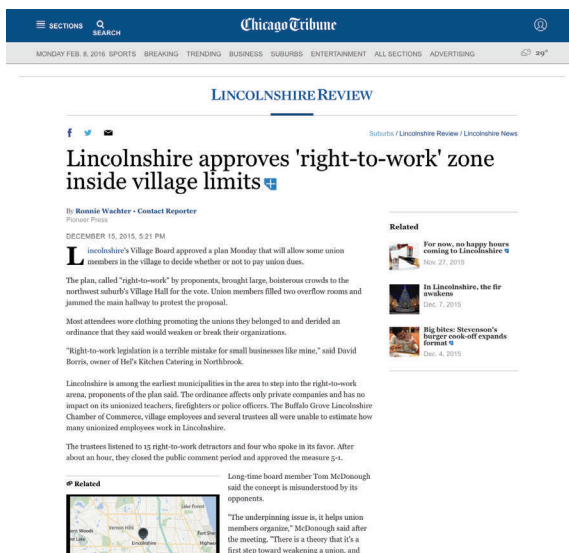 SECTIONS
SEARCH
Chicago Tribune
MONDAY FEB. 8, 2016 SPORTS BREAKING TRENDING BUSINESS SUBURBS ENTERTAINMENT ALL SECTIONS ADVERTISING 29°
LINCOLNSHIRE REVIEW
Suburbs / Lincolnshire Review / Lincolnshire News
Lincolnshire approves 'right-to-work' zone
inside village limits
By Ronnie Wachter • Contact Reporter
Pioneer Press
DECEMBER 15, 2015, 5:21 PM
Lincolnshire's Village Board approved a plan Monday that will allow some union
members in the village to decide whether or not to pay union dues.
The plan, called "right-to-work" by proponents, brought large, boisterous crowds to the
northwest suburb's Village Hall for the vote. Union members filled two overflow rooms and
jammed the main hallway to protest the proposal.
Most attendees wore clothing promoting the unions they belonged to and derided an
ordinance that they said would weaken or break their organizations.
"Right-to-work legislation is a terrible mistake for small businesses like mine," said David
Borris, owner of Hel's Kitchen Catering in Northbrook.
Lincolnshire is among the earliest municipalities in the area to step into the right-to-work
arena, proponents of the plan said. The ordinance affects only private companies and has no
impact on its unionized teachers, firefighters or police officers. The Buffalo Grove Lincolnshire
Chamber of Commerce, village employees and several trustees all were unable to estimate how
many unionized employees work in Lincolnshire.
The trustees listened to 15 right-to-work detractors and four who spoke in its favor. After
about an hour, they closed the public comment period and approved the measure 5-1.
Related
Lake Forest
Vernon Hills
Lincolnshire
Long-time board member Tom McDonough
said the concept is misunderstood by its
opponents.
"The underpinning issue is, it helps union
members organize," McDonough said after
the meeting. "There is a theory that it's a
first step toward weakening a union, and
Related
For now, no happy hours
coming to Lincolnshire
Nov. 27, 2015
In Lincolnshire, the fir
awakens
Dec. 7, 2015
Big bites: Stevenson's
burger cook-off expands
format
Dec. 4, 2015